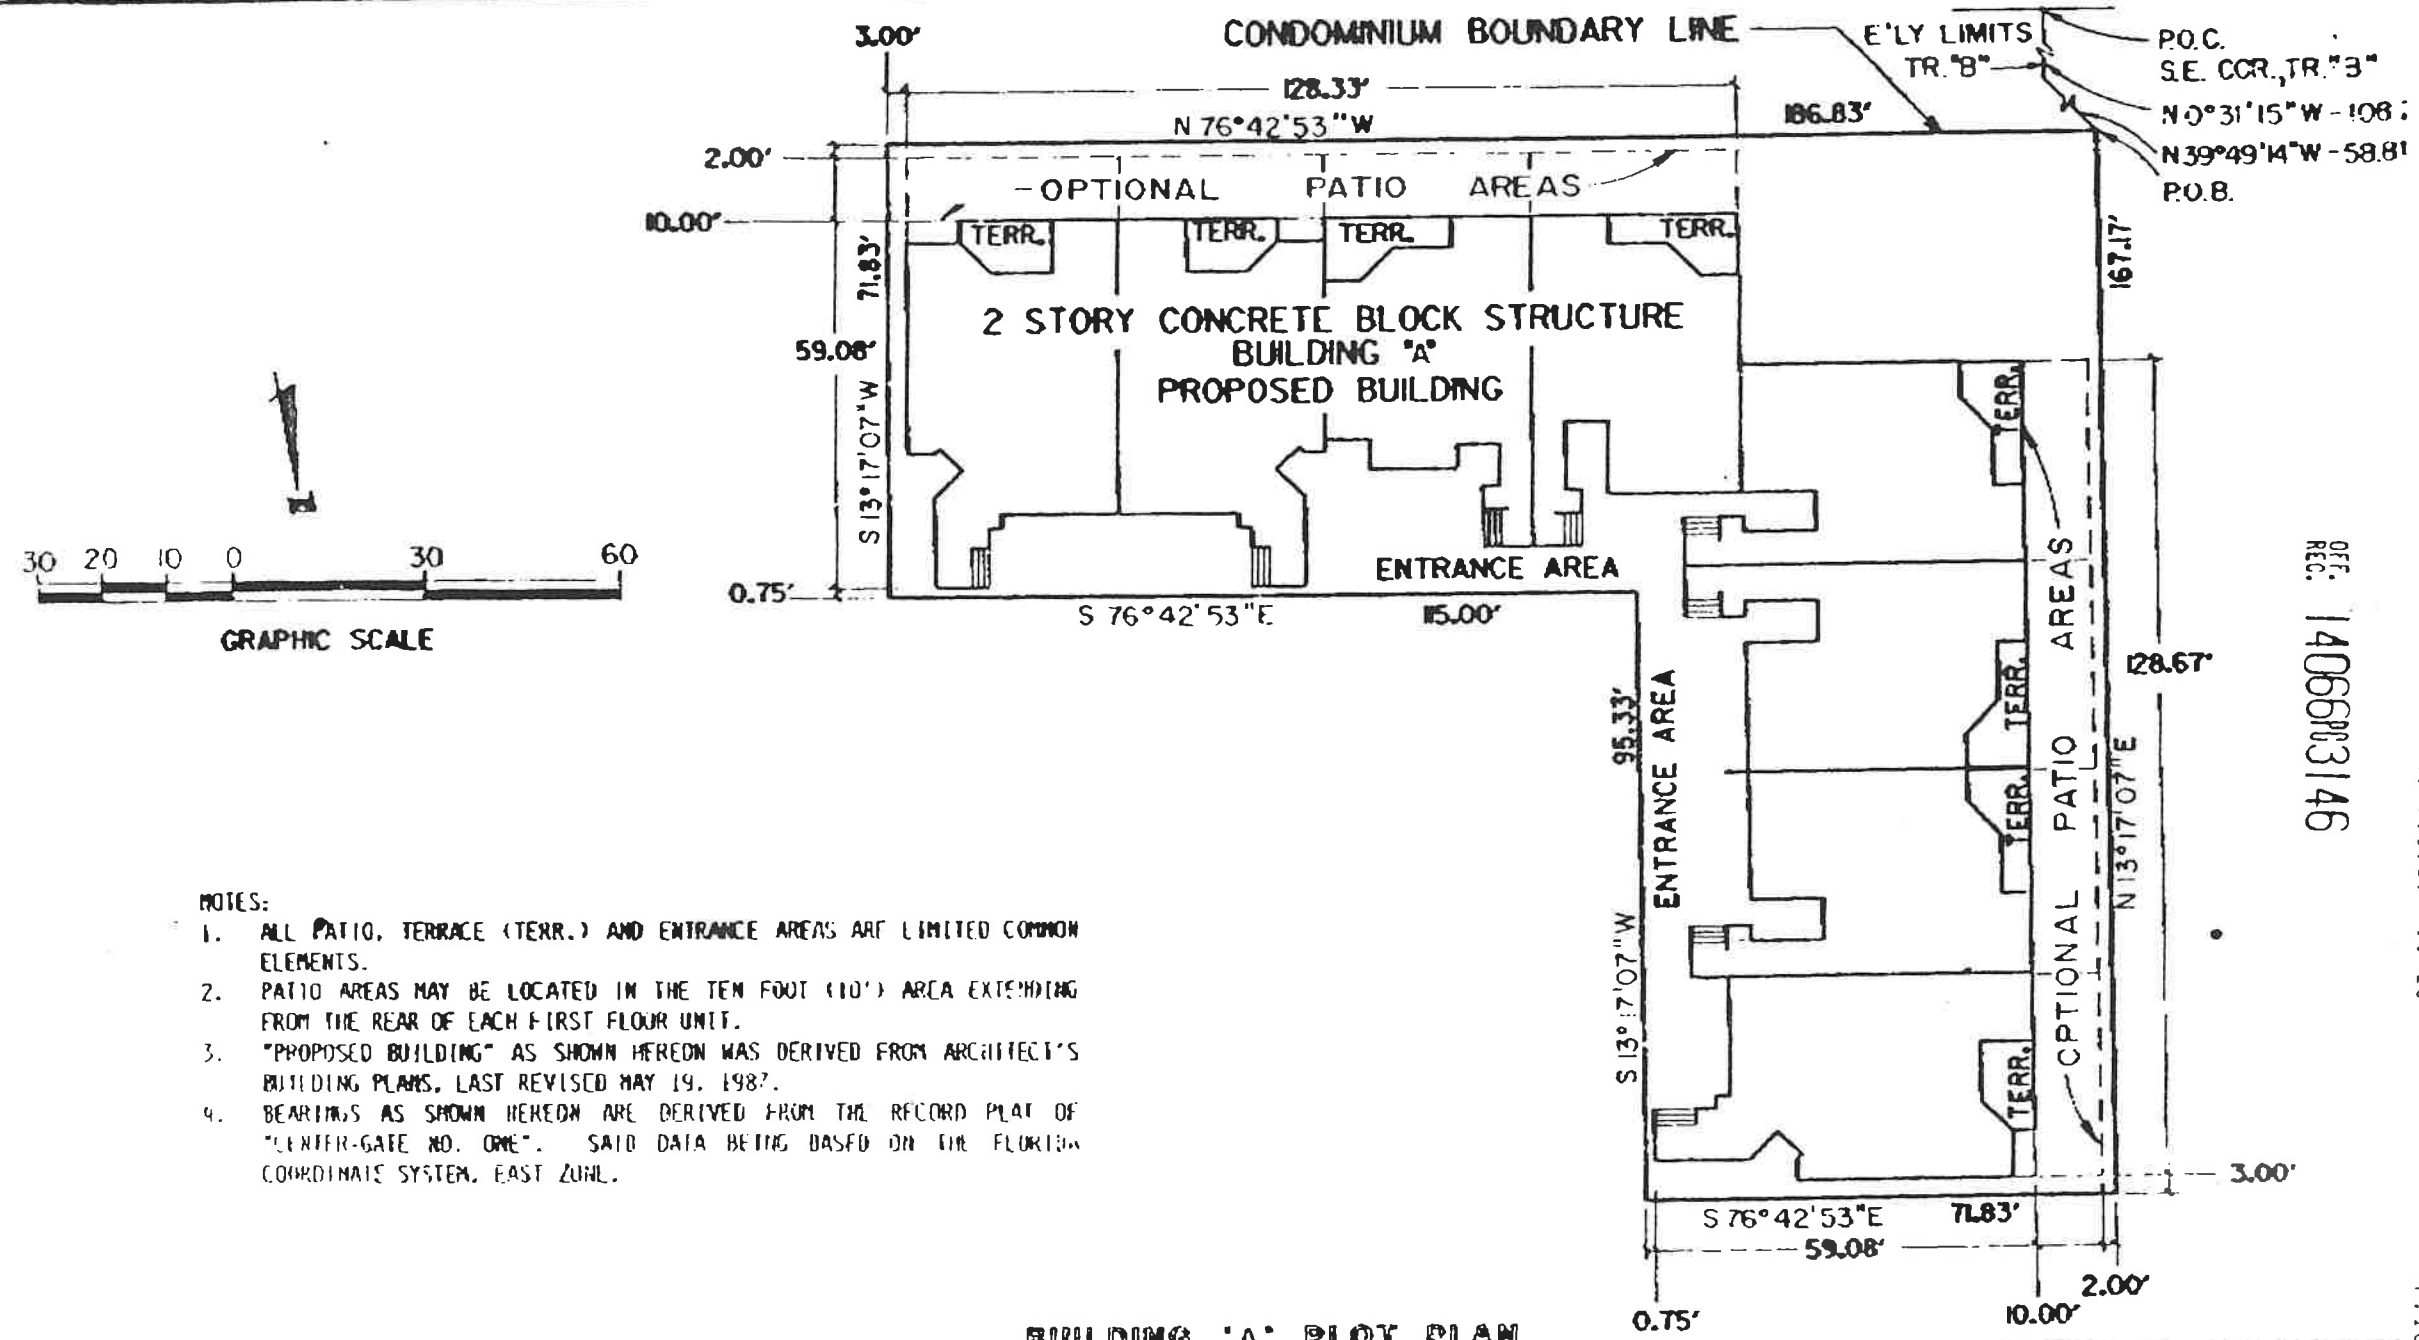 3.00'
CONDOMINIUM BOUNDARY LINE
E'LY LIMITS
TR. "B"
P.O.C.
S.E. COR., TR. "B"
N 0°31'15" W - 108
N 39°49'14" W - 58.81
P.O.B.
128.33'
N 76°42'53" W
186.83'
2.00'
OPTIONAL PATIO AREAS
10.00'
TERR.
TERR.
TERR.
TERR.
71.83'
167.17'
2 STORY CONCRETE BLOCK STRUCTURE
BUILDING "A"
PROPOSED BUILDING
59.08'
S 13°17'07" W
TERR.
30 20 10 0 30 60
GRAPHIC SCALE
0.75'
ENTRANCE AREA
S 76°42'53" E
115.00'
OFF. REC. 1406 PG 3146
128.67'
TERR.
TERR.
OPTIONAL PATIO AREAS
N 13°17'07" E
95.33'
ENTRANCE AREA
S 13°17'07" W
TERR.
NOTES:
1. ALL PATIO, TERRACE (TERR.) AND ENTRANCE AREAS ARE LIMITED COMMON
ELEMENTS.
2. PATIO AREAS MAY BE LOCATED IN THE TEN FOOT (10') AREA EXTENDING
FROM THE REAR OF EACH FIRST FLOOR UNIT.
3. "PROPOSED BUILDING" AS SHOWN HEREON WAS DERIVED FROM ARCHITECT'S
BUILDING PLANS, LAST REVISED MAY 19, 198
4. BEARINGS AS SHOWN HEREON ARE DERIVED FROM THE RECORD PLAT OF
"CENTER-GATE NO. ONE". SAID DATA BEING BASED ON THE FLORIDA
COORDINATE SYSTEM, EAST ZONE.
3.00'
S 76°42'53" E
71.83'
59.08'
2.00'
0.75'
10.00'
BUILDING "A" PLOT PLAN